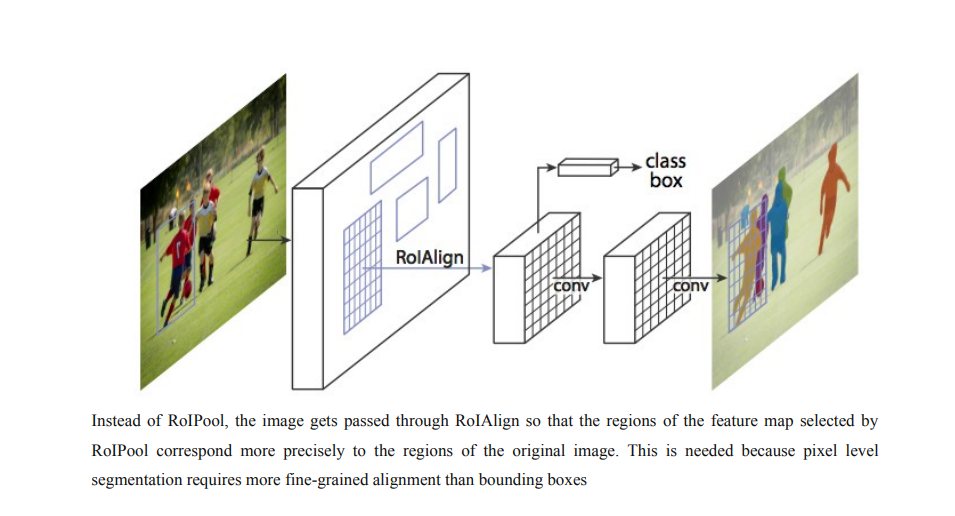 class
box
RoIAlign
conv
conv
Instead of RoIPool, the image gets passed through RoIAlign so that the regions of the feature map selected by
RoIPool correspond more precisely to the regions of the original image. This is needed because pixel level
segmentation requires more fine-grained alignment than bounding boxes